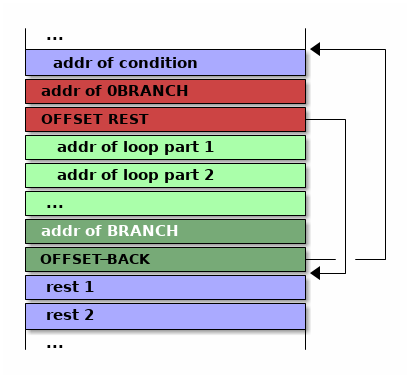 ...
addr of condition
addr of 0BRANCH
OFFSET REST
addr of loop part 1
addr of loop part 2
...
addr of BRANCH
OFFSET-BACK
rest 1
rest 2
...